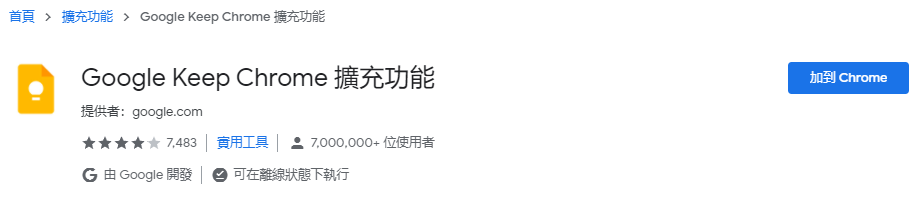 首頁 > 擴充功能 > Google Keep Chrome 擴充功能
Google Keep Chrome 擴充功能
加到 Chrome
提供者： google.com
7,483 實用工具 7,000,000+ 位使用者
由 Google 開發 可在離線狀態下執行